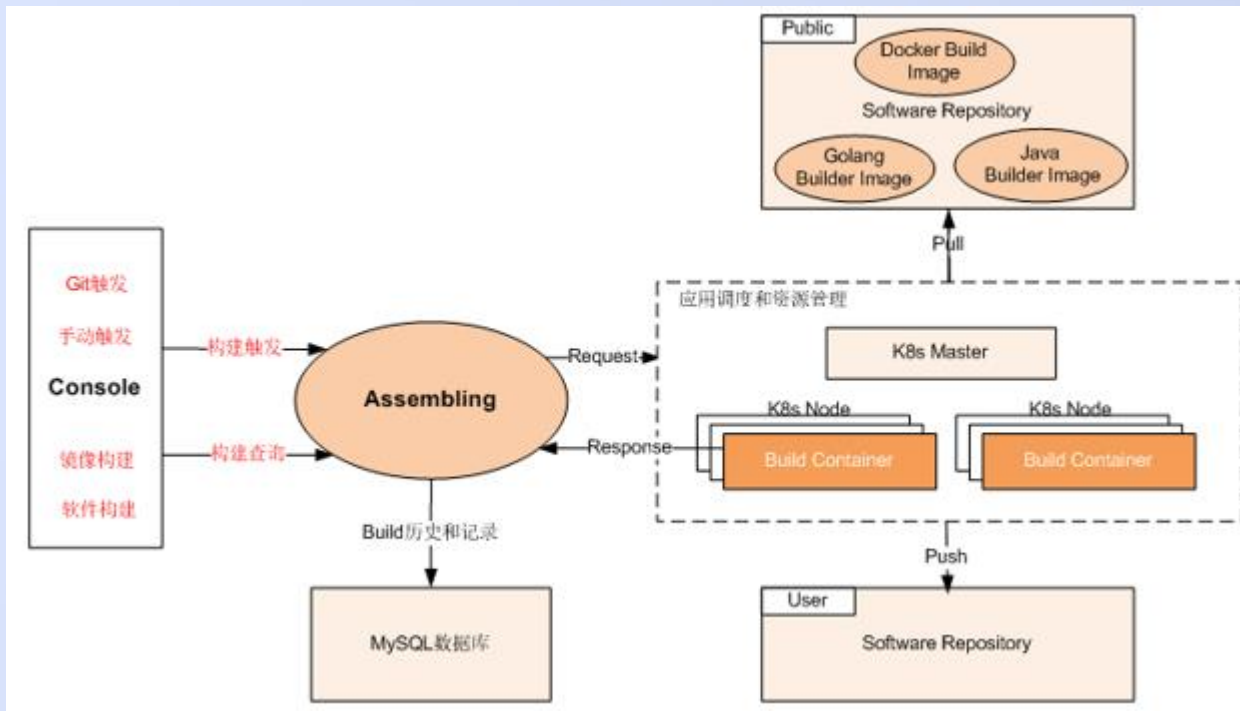 Public
Docker Build
Image
Software Repository
Golang
Builder Image
Java
Builder Image
Pull
Git触发
手动触发
Console
镜像构建
软件构建
构建触发
构建查询
Assembling
Request
Response
应用调度和资源管理
K8s Master
K8s Node
K8s Node
Build Container
Build Container
Build历史和记录
MySQL数据库
Push
User
Software Repository